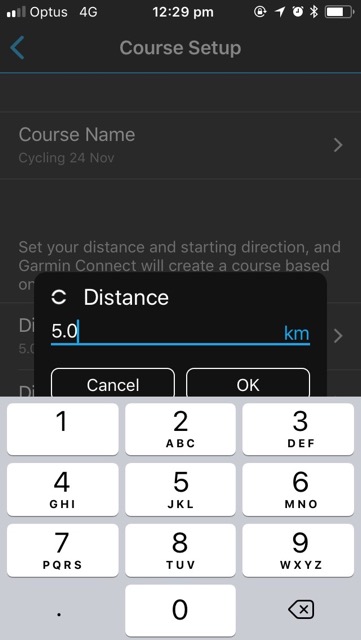 Optus 4G 12:29 pm
Course Setup
Course Name
Cycling 24 Nov
Set your distance and starting direction, and
Garmin Connect will create a course based
on
Distance
Di
5.0
5.0 km
Cancel OK
Di
1 2 3
ABC DEF
4 5 6
GHI JKL MNO
7 8 9
PQRS TUV WXYZ
. 0